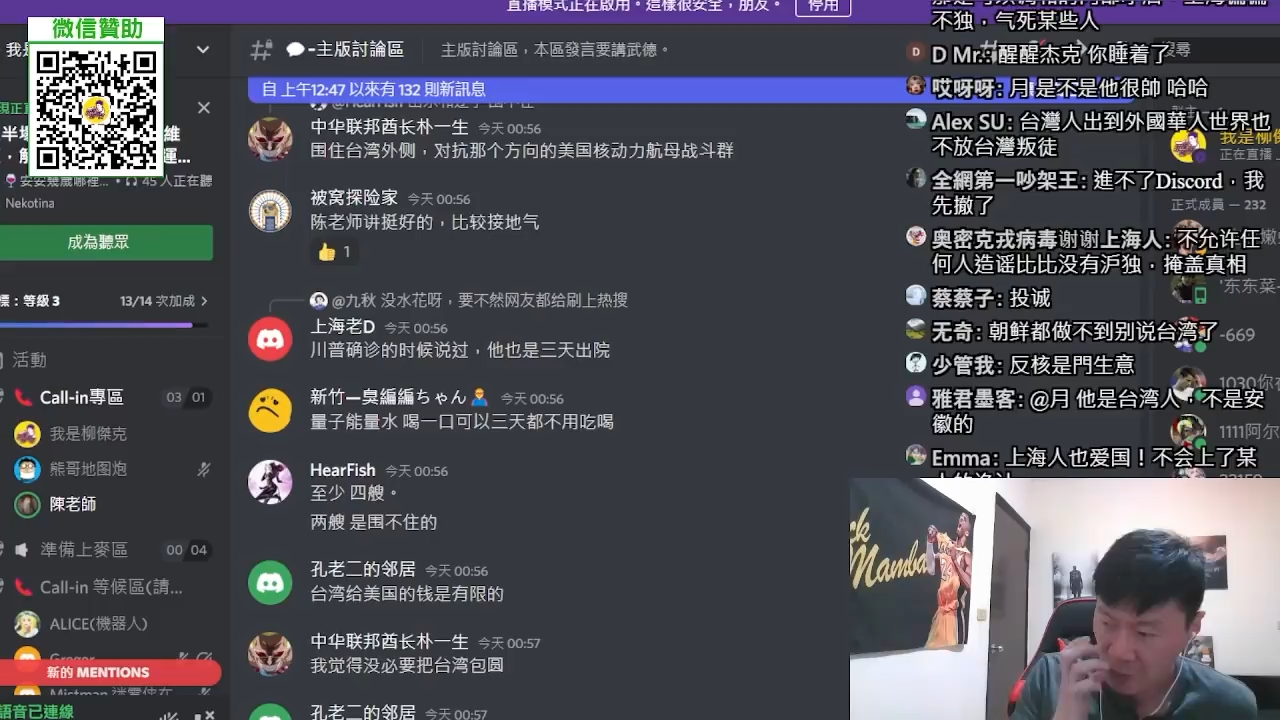 直播模式正在啟用。這樣很安全，朋友。
停用
微信贊助
-主版討論區
主版討論區，本區發言要講武德。
自 上午12:47 以來有 132 則新訊息
中华联邦酋长朴一生 今天 00:56
围住台湾外侧，对抗那个方向的美国核动力航母战斗群
被窝探险家 今天 00:56
陈老师讲挺好的，比较接地气
1
@九秋 没水花呀，要不然网友都给刷上热搜
上海老D 今天 00:56
川普确诊的时候说过，他也是三天出院
新竹—臭編編ちゃん 今天 00:56
量子能量水 喝一口可以三天都不用吃喝
HearFish 今天 00:56
至少 四艘。
两艘 是围不住的
孔老二的邻居 今天 00:56
台湾给美国的钱是有限的
中华联邦酋长朴一生 今天 00:57
我觉得没必要把台湾包圆
孔老二的邻居 今天 00:57
45 人正在聽
Nekotina
成為聽眾
標：等級 3
13/14 次加成
活動
Call-in專區
03 01
我是柳傑克
熊哥地图炮
陳老師
準備上麥區
00 04
Call-in 等候區(請...
ALICE(機器人)
新的 MENTIONS
語音已連線
不独，气死某些人
D Mr.: 醒醒杰克 你睡着了
哎呀呀: 月 是不是他很帥 哈哈
Alex SU: 台灣人出到外國華人世界也
不放台灣叛徒
全網第一吵架王: 進不了Discord，我
先撤了
奥密克戎病毒谢谢上海人: 不允许任
何人造谣比比没有沪独，掩盖真相
蔡蔡子: 投诚
无奇: 朝鲜都做不到别说台湾了
少管我: 反核是門生意
雅君墨客: @月 他是台湾人，不是安
徽的
Emma: 上海人也爱国！不会上了某
正在直播
正式成員 — 232
'东东菜-
-669
1030你在
1111阿尔
Mamba